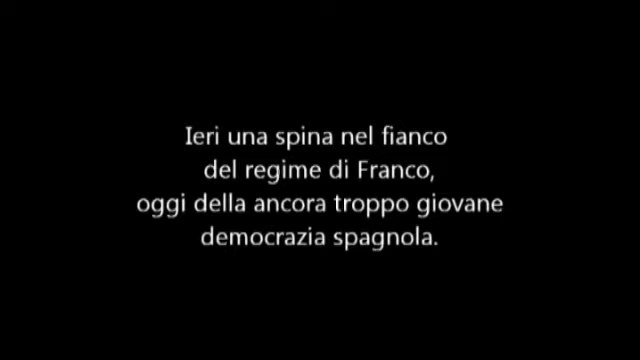 Ieri una spina nel fianco
del regime di Franco,
oggi della ancora troppo giovane
democrazia spagnola.